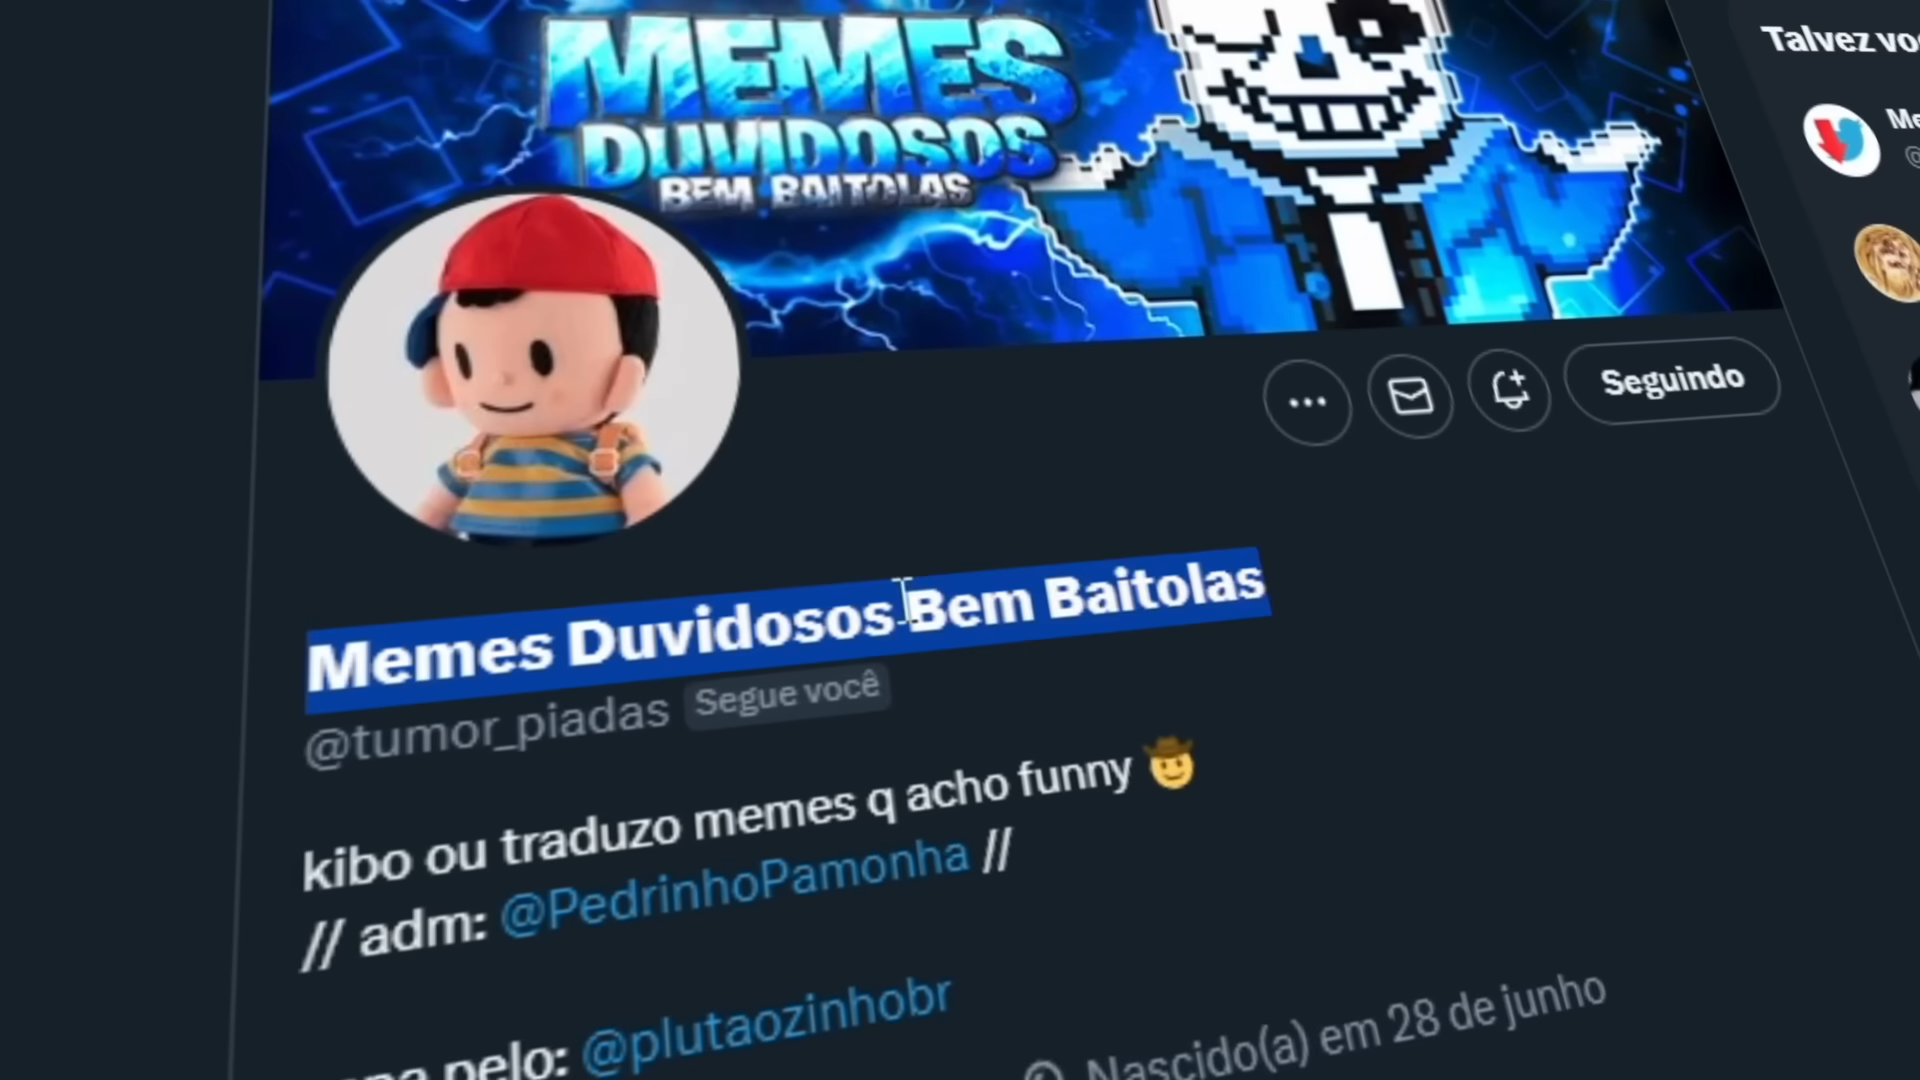 MEMES
DUVIDOSOS
BEM BAITOLAS
Talvez
Seguindo
Memes Duvidosos Bem Baitolas
@tumor_piadas Segue você
kibo ou traduzo memes q acho funny 🤠
// adm: @PedrinhoPamonha //
pelo: @plutaozinhobr
Nascido(a) em 28 de junho